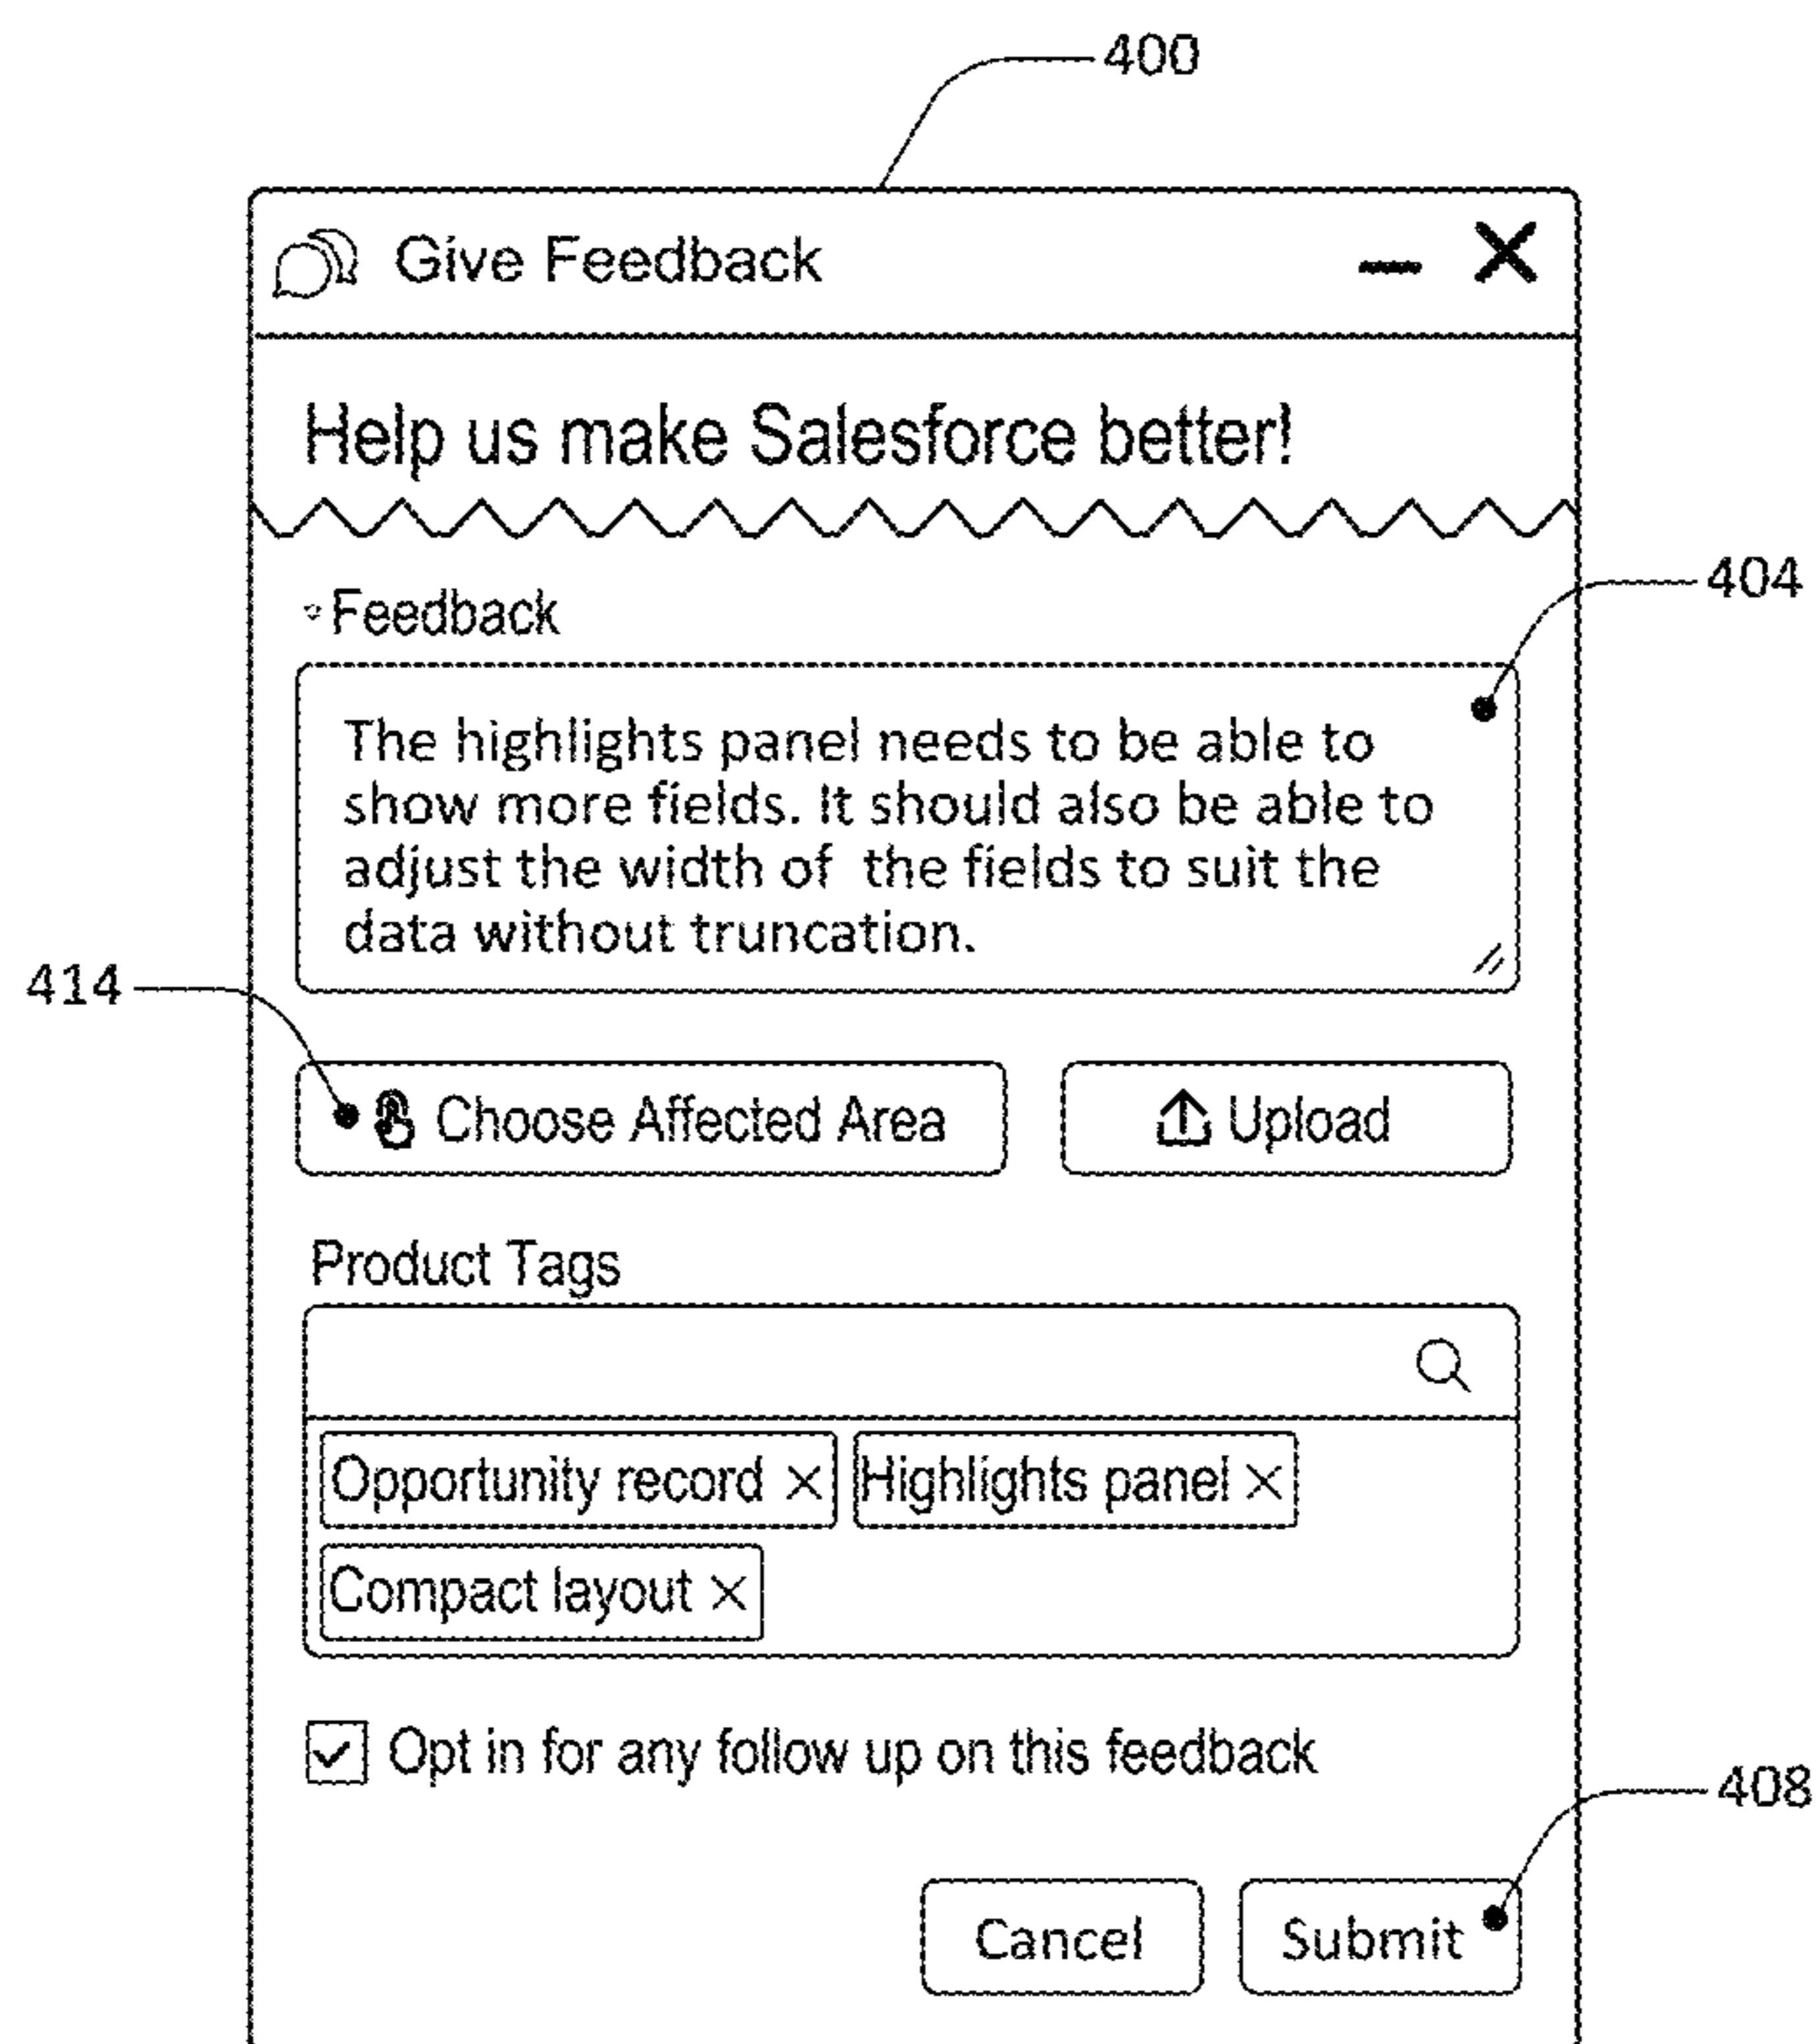 400
Give Feedback
Help us make Salesforce better!
Feedback
404
The highlights panel needs to be able to
show more fields. It should also be able to
adjust the width of the fields to suit the
data without truncation.
414
Choose Affected Area
Upload
Product Tags
Opportunity record ×
Highlights panel ×
Compact layout ×
Opt in for any follow up on this feedback
408
Cancel
Submit